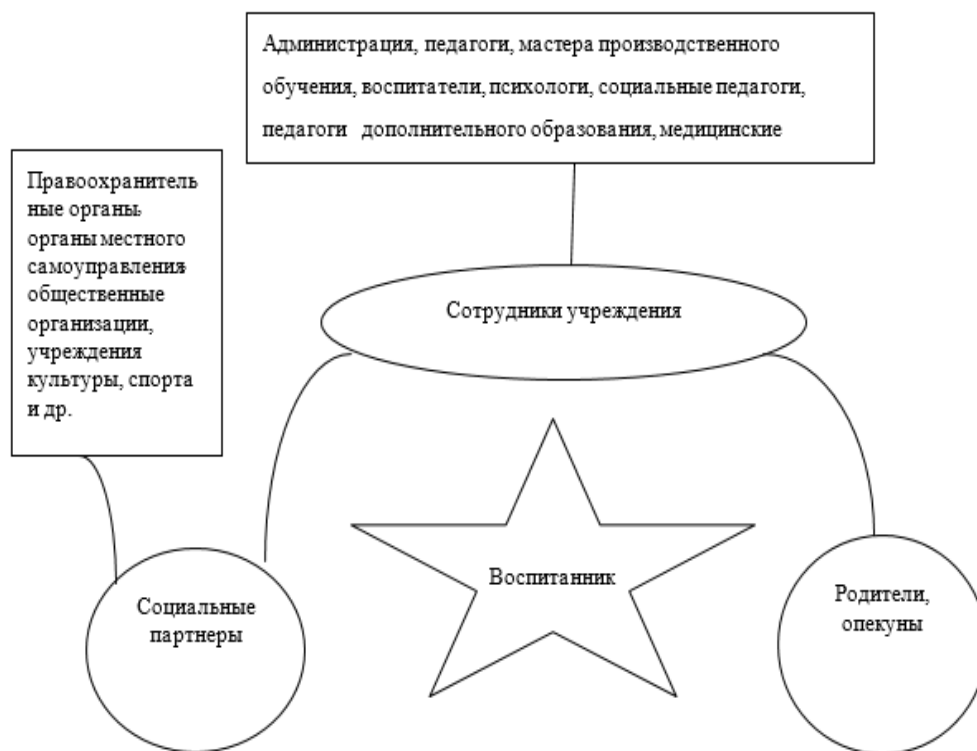 Администрация, педагоги, мастера производственного
обучения, воспитатели, психологи, социальные педагоги,
педагоги дополнительного образования, медицинские
Правоохранитель
ные органы,
органы местного
самоуправления
общественные
организации,
учреждения
культуры, спорта
и др.
Сотрудники учреждения
Воспитанник
Социальные
партнеры
Родители,
опекуны